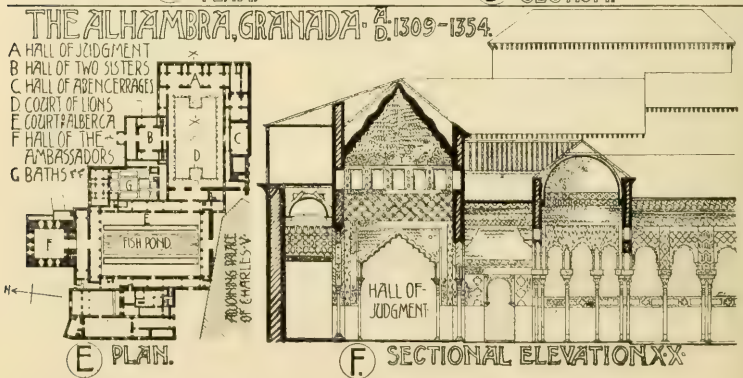 THE ALHAMBRA, GRANADA· A.D. 1309–1354.
A HALL OF JUDGMENT
B HALL OF TWO SISTERS
C HALL OF ABENCERRAGES
D COURT OF LIONS
E COURT OF ALBERCA
F HALL OF THE
AMBASSADORS
G BATHS
A
B
C
D
G
E
F
FISH POND
ADJOINING PALACE
OF CHARLES·V·
N
X
X
HALL OF
JUDGMENT
E PLAN.
F. SECTIONAL ELEVATION X·X·